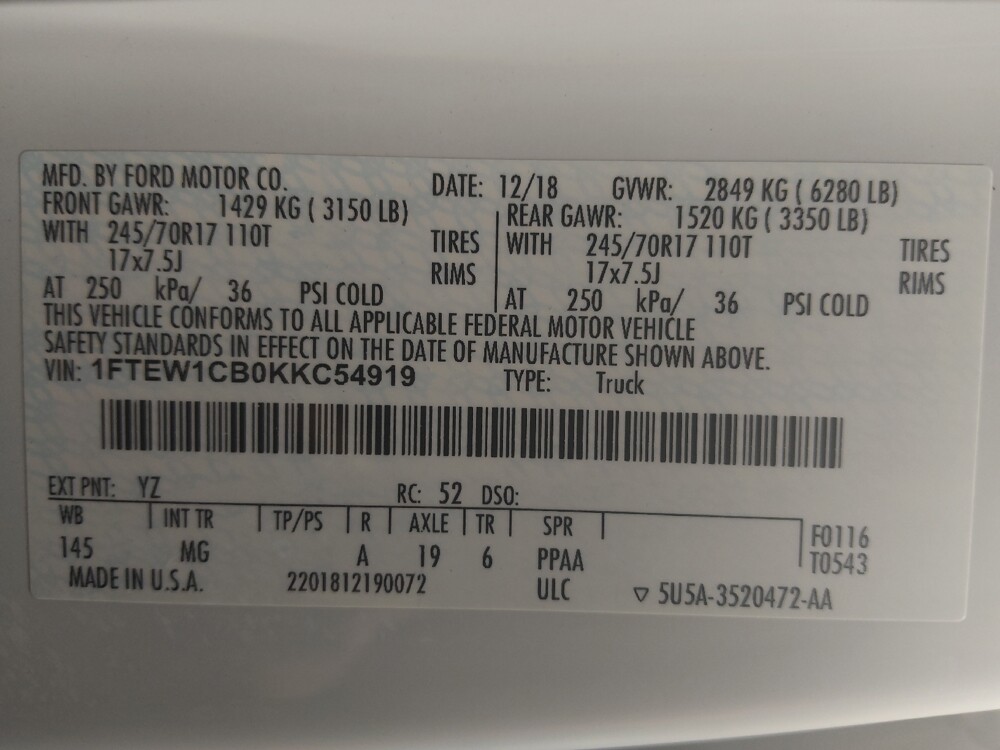 MFD. BY FORD MOTOR CO. DATE: 12/18 GVWR: 2849 KG ( 6280 LB)
FRONT GAWR: 1429 KG ( 3150 LB) REAR GAWR: 1520 KG ( 3350 LB)
WITH 245/70R17 110T TIRES WITH 245/70R17 110T TIRES
17x7.5J RIMS 17x7.5J RIMS
AT 250 kPa/ 36 PSI COLD AT 250 kPa/ 36 PSI COLD
THIS VEHICLE CONFORMS TO ALL APPLICABLE FEDERAL MOTOR VEHICLE
SAFETY STANDARDS IN EFFECT ON THE DATE OF MANUFACTURE SHOWN ABOVE.
VIN: 1FTEW1CB0KKC54919 TYPE: Truck
EXT PNT: YZ RC: 52 DSO:
WB INT TR TP/PS R AXLE TR SPR F0116
145 MG A 19 6 PPAA T0543
MADE IN U.S.A. 2201812190072 ULC ▽ 5U5A-3520472-AA